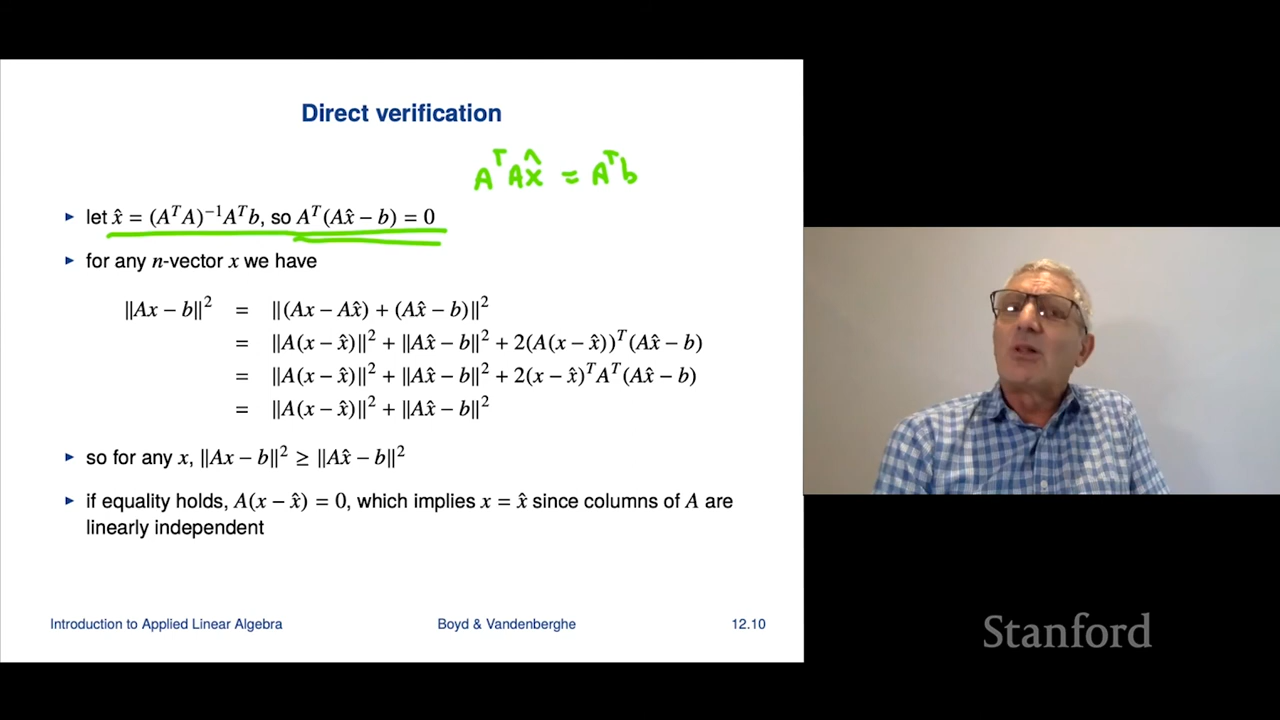 Direct verification
AᵀAx̂ = Aᵀb
▶ let x̂ = (AᵀA)⁻¹Aᵀb, so Aᵀ(Ax̂ − b) = 0
▶ for any n-vector x we have
‖Ax − b‖² = ‖(Ax − Ax̂) + (Ax̂ − b)‖²
= ‖A(x − x̂)‖² + ‖Ax̂ − b‖² + 2(A(x − x̂))ᵀ(Ax̂ − b)
= ‖A(x − x̂)‖² + ‖Ax̂ − b‖² + 2(x − x̂)ᵀAᵀ(Ax̂ − b)
= ‖A(x − x̂)‖² + ‖Ax̂ − b‖²
▶ so for any x, ‖Ax − b‖² ≥ ‖Ax̂ − b‖²
▶ if equality holds, A(x − x̂) = 0, which implies x = x̂ since columns of A are
linearly independent
Introduction to Applied Linear Algebra Boyd & Vandenberghe 12.10
Stanford